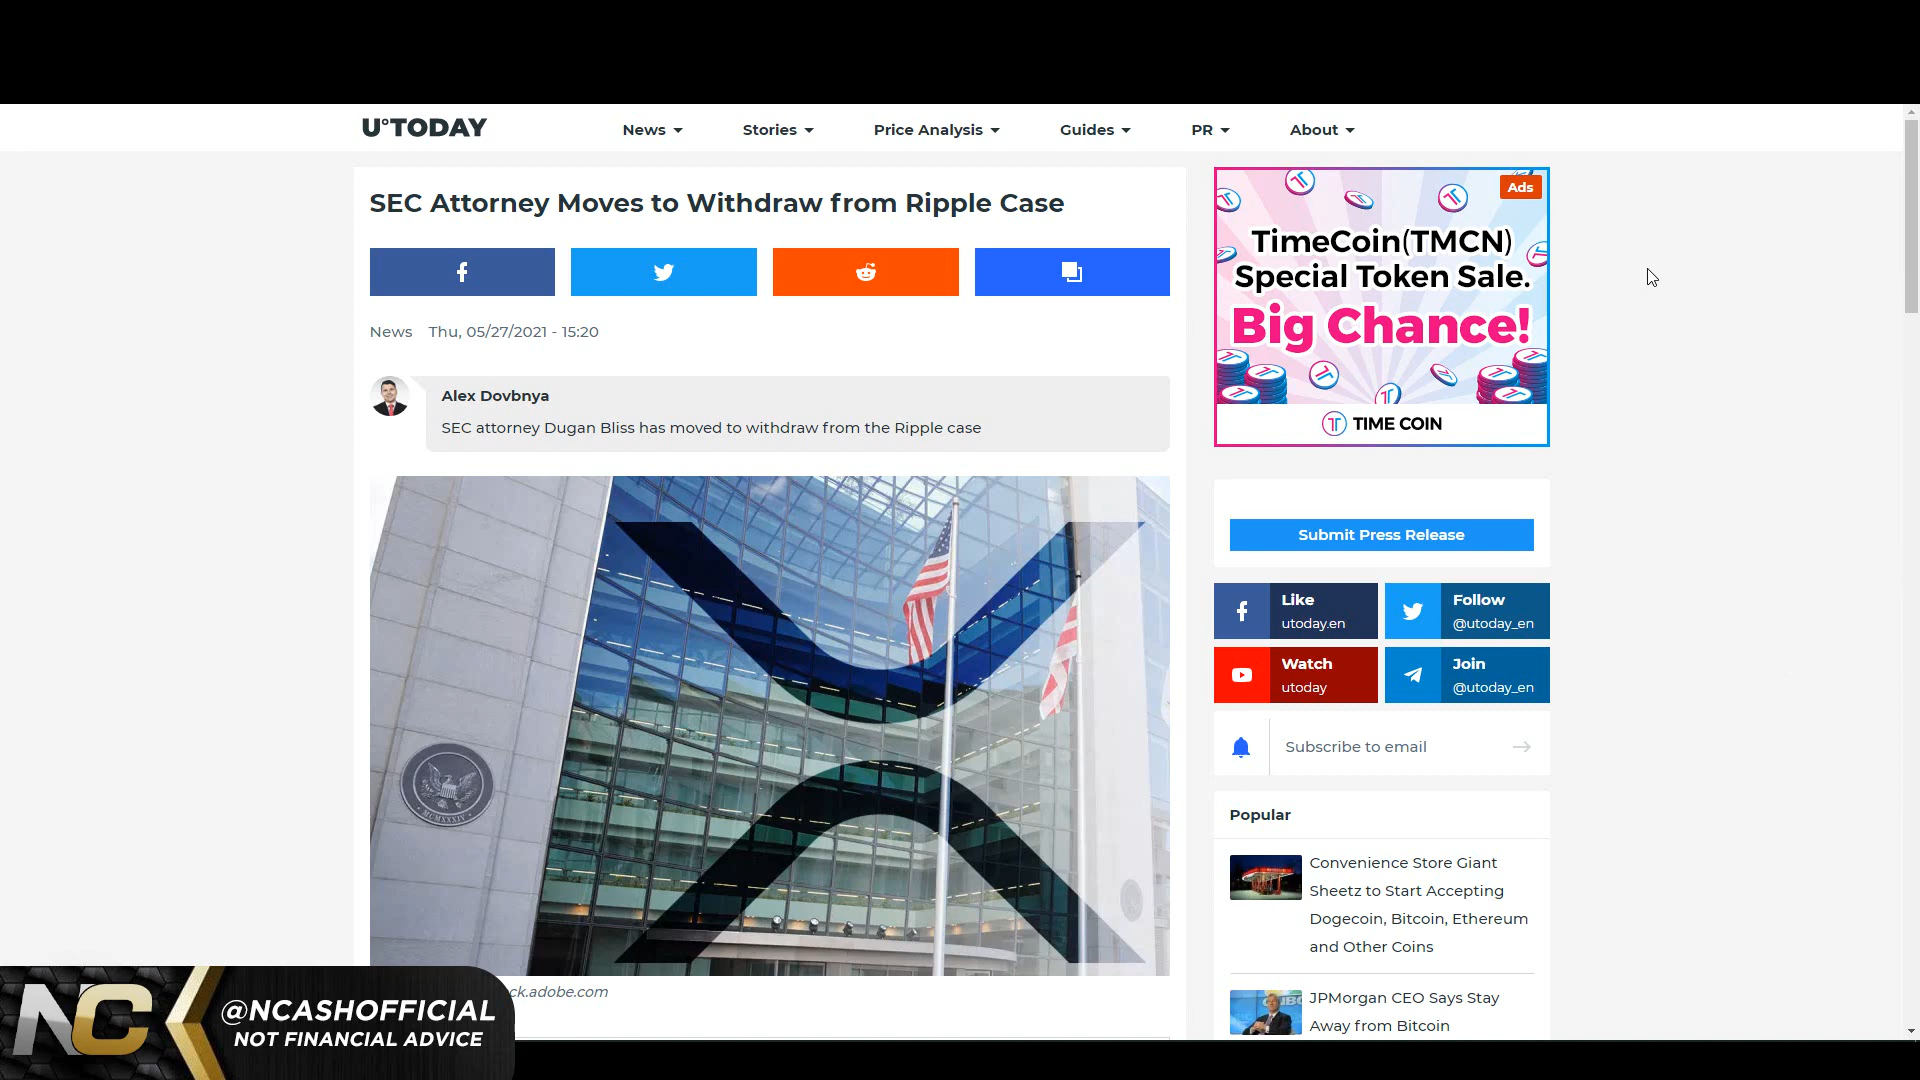 U°TODAY
News
Stories
Price Analysis
Guides
PR
About
SEC Attorney Moves to Withdraw from Ripple Case
News Thu, 05/27/2021 - 15:20
Alex Dovbnya
SEC attorney Dugan Bliss has moved to withdraw from the Ripple case
MCMXXXIV
ck.adobe.com
Ads
TimeCoin(TMCN)
Special Token Sale.
Big Chance!
TIME COIN
Submit Press Release
Like
utoday.en
Follow
@utoday_en
Watch
utoday
Join
@utoday_en
Subscribe to email
Popular
Convenience Store Giant
Sheetz to Start Accepting
Dogecoin, Bitcoin, Ethereum
and Other Coins
JPMorgan CEO Says Stay
Away from Bitcoin
NC
@NCASHOFFICIAL
NOT FINANCIAL ADVICE